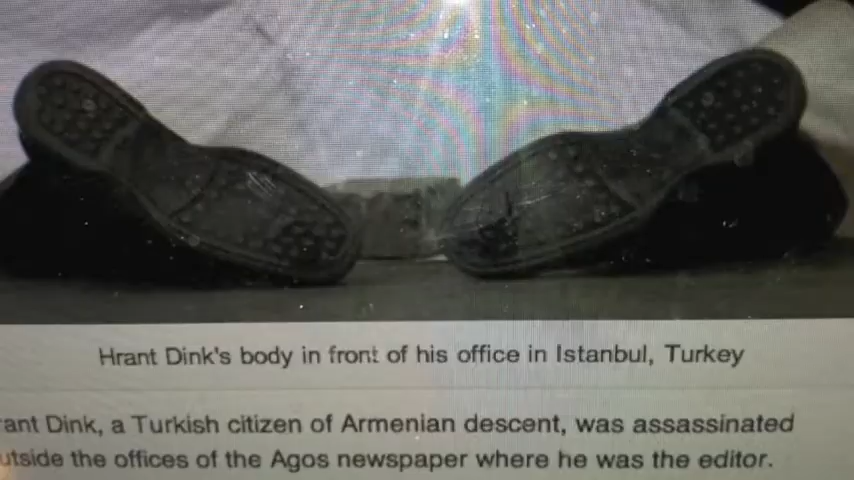 Hrant Dink's body in front of his office in Istanbul, Turkey
ant Dink, a Turkish citizen of Armenian descent, was assassinated
utside the offices of the Agos newspaper where he was the editor.